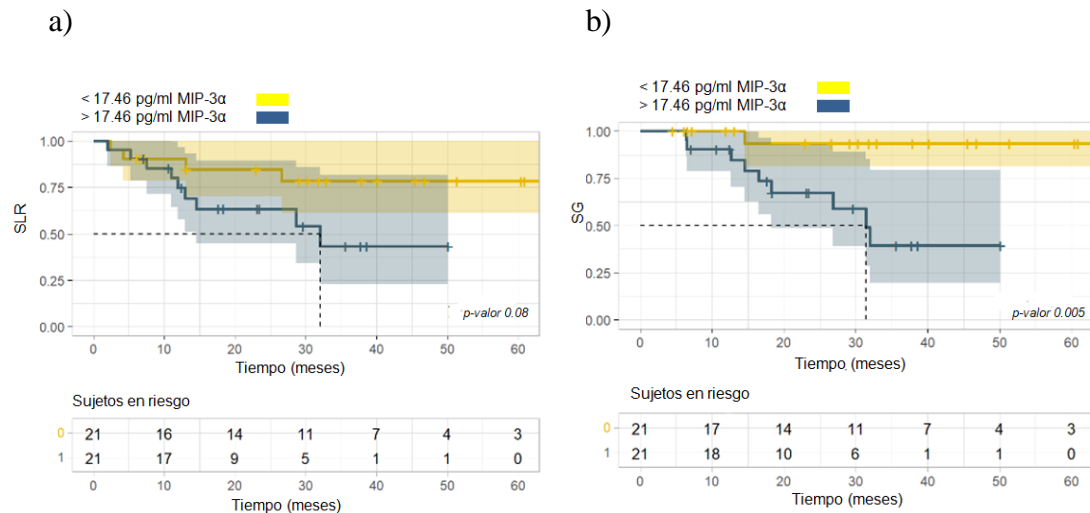 a)
< 17.46 pg/ml MIP-3α
> 17.46 pg/ml MIP-3α
SLR
1.00
0.75
0.50
0.25
0.00
p-valor 0.08
0 10 20 30 40 50 60
Tiempo (meses)
Sujetos en riesgo
0 21 16 14 11 7 4 3
1 21 17 9 5 1 1 0
0 10 20 30 40 50 60
Tiempo (meses)
b)
< 17.46 pg/ml MIP-3α
> 17.46 pg/ml MIP-3α
SG
1.00
0.75
0.50
0.25
0.00
p-valor 0.005
0 10 20 30 40 50 60
Tiempo (meses)
Sujetos en riesgo
0 21 17 14 11 7 4 3
1 21 18 10 6 1 1 0
0 10 20 30 40 50 60
Tiempo (meses)